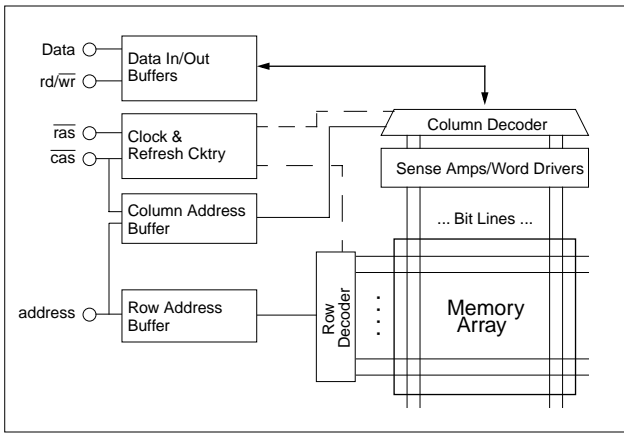 Data
rd/wr
Data In/Out
Buffers
ras
cas
Clock &
Refresh Cktry
Column Decoder
Sense Amps/Word Drivers
Column Address
Buffer
... Bit Lines ...
address
Row Address
Buffer
Row
Decoder
Memory
Array